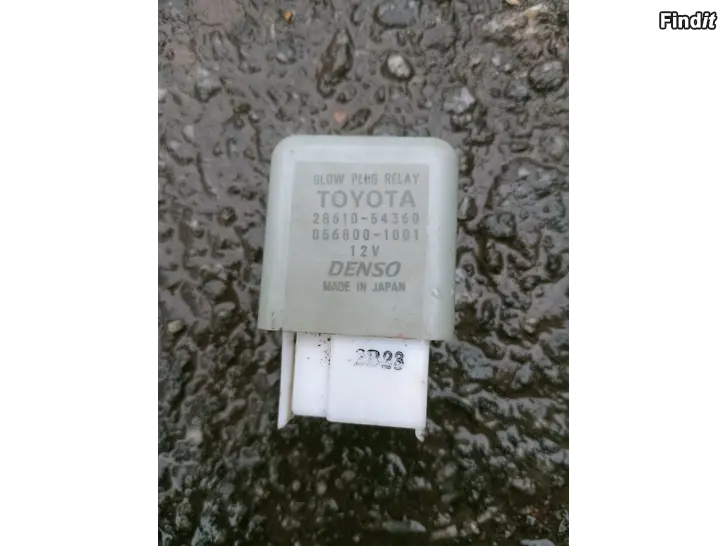 Findit
GLOW PLUG RELAY
TOYOTA
28610-54360
056800-1001
12V
DENSO
MADE IN JAPAN
2B23